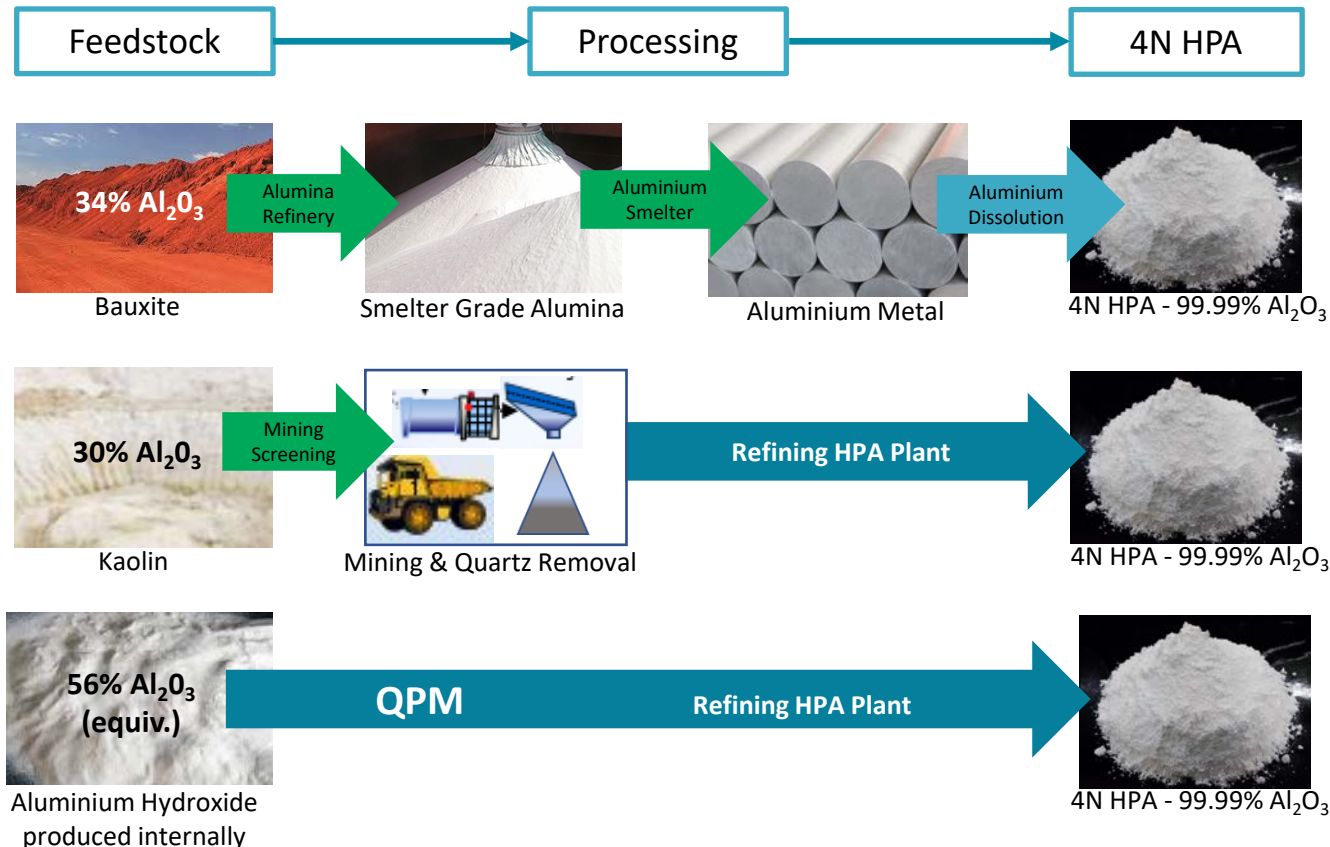 Feedstock
Processing
4N HPA
34% Al₂0₃
Alumina
Refinery
Aluminium
Smelter
Aluminium
Dissolution
Bauxite
Smelter Grade Alumina
Aluminium Metal
4N HPA - 99.99% Al₂O₃
30% Al₂0₃
Mining
Screening
Refining HPA Plant
Kaolin
Mining & Quartz Removal
4N HPA - 99.99% Al₂O₃
56% Al₂0₃
(equiv.)
QPM
Refining HPA Plant
Aluminium Hydroxide
produced internally
4N HPA - 99.99% Al₂O₃